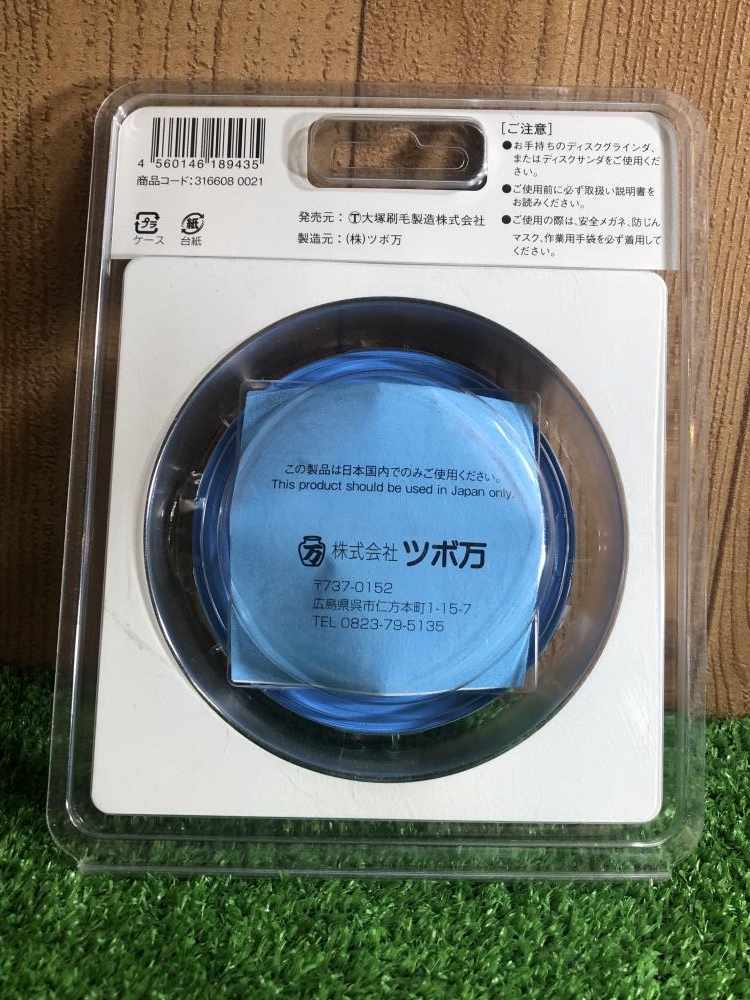 4 560146 189435
商品コード:316608 0021
プラ
ケース
紙
台紙
発売元:Ⓣ大塚刷毛製造株式会社
製造元:(株)ツボ万
[ご注意]
●お手持ちのディスクグラインダ、
またはディスクサンダをご使用くだ
さい。
●ご使用前に必ず取扱い説明書を
お読みください。
●ご使用の際は、安全メガネ、防じん
マスク、作業用手袋を必ず着用して
ください。
この製品は日本国内でのみご使用ください。
This product should be used in Japan only.
万 株式会社 ツボ万
〒737-0152
広島県呉市仁方本町1-15-7
TEL 0823-79-5135